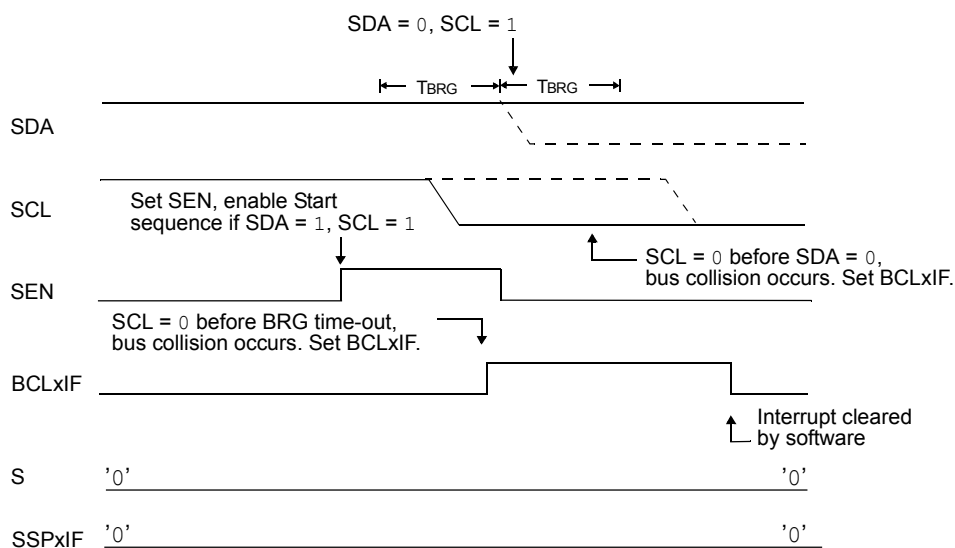 SDA = 0, SCL = 1
TBRG TBRG
SDA
SCL
Set SEN, enable Start
sequence if SDA = 1, SCL = 1
SCL = 0 before SDA = 0,
bus collision occurs. Set BCLxIF.
SEN
SCL = 0 before BRG time-out,
bus collision occurs. Set BCLxIF.
BCLxIF
Interrupt cleared
by software
S '0' '0'
SSPxIF '0' '0'